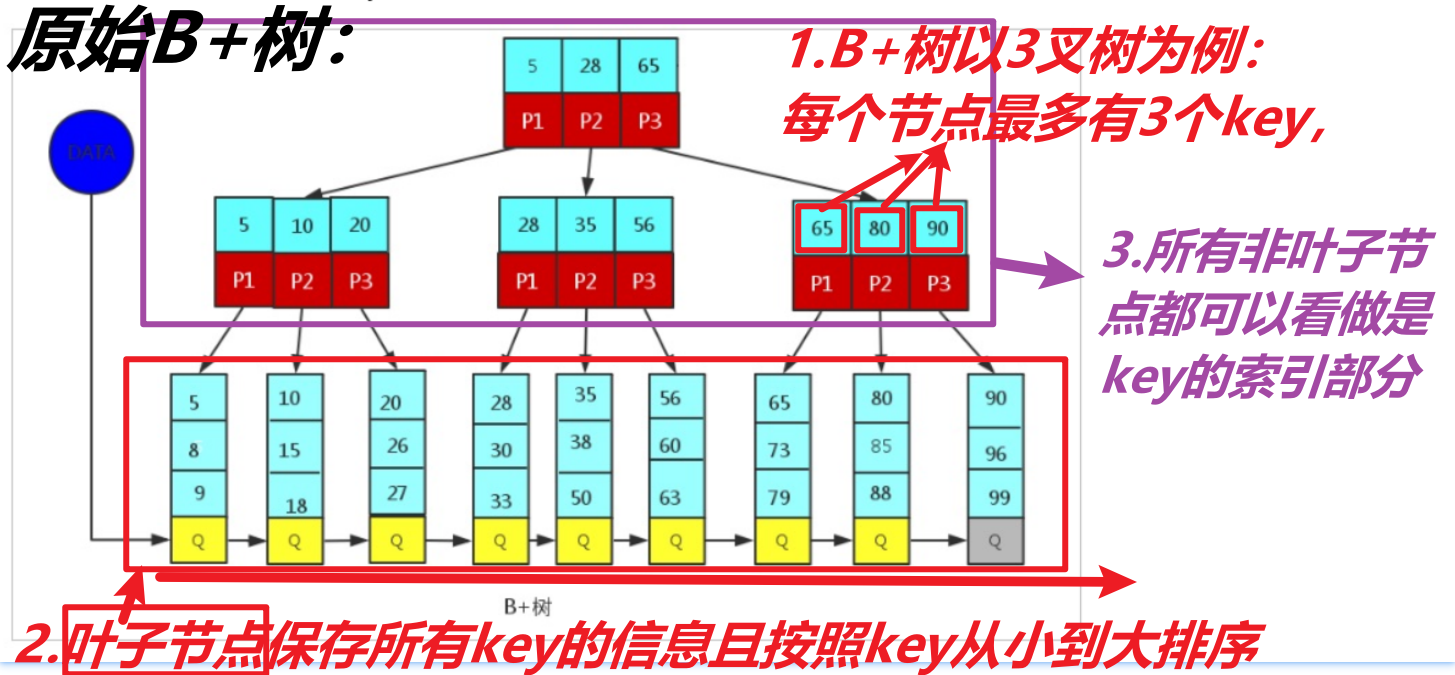 原始B+树：
1.B+树以3叉树为例：
每个节点最多有3个key,
5 28 65
P1 P2 P3
DATA
5 10 20
P1 P2 P3
28 35 56
P1 P2 P3
65 80 90
P1 P2 P3
3.所有非叶子节
点都可以看做是
key的索引部分
5 10 20 28 35 56 65 80 90
8 15 26 30 38 60 73 85 96
9 18 27 33 50 63 79 88 99
Q Q Q Q Q Q Q Q Q
B+树
2.叶子节点保存所有key的信息且按照key从小到大排序